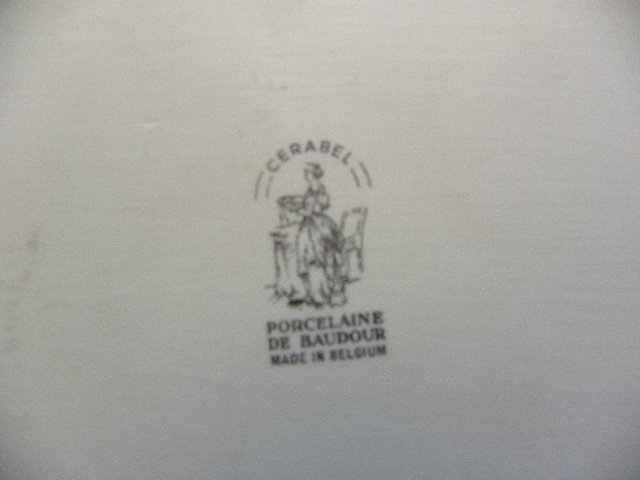 CERABEL
PORCELAINE
DE BAUDOUR
MADE IN BELGIUM